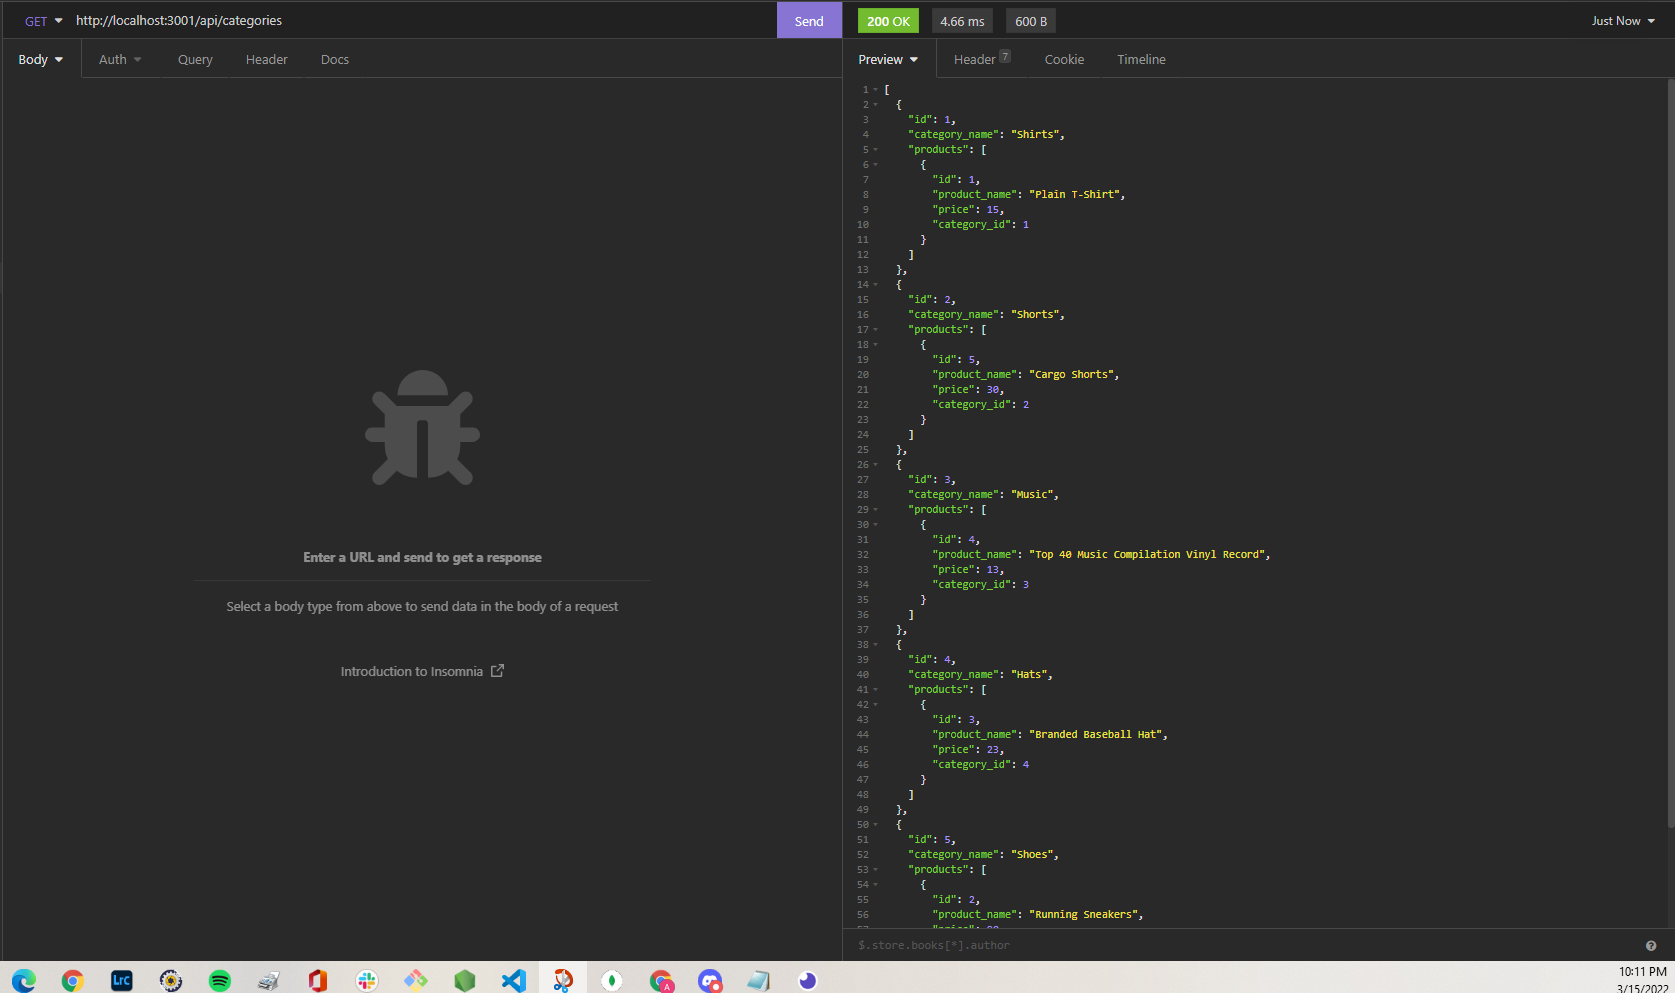 GET http://localhost:3001/api/categories Send 200 OK 4.66 ms 600 B Just Now
Body Auth Query Header Docs Preview Header 7 Cookie Timeline
Enter a URL and send to get a response
Select a body type from above to send data in the body of a request
Introduction to Insomnia
1 [
2 {
3 "id": 1,
4 "category_name": "Shirts",
5 "products": [
6 {
7 "id": 1,
8 "product_name": "Plain T-Shirt",
9 "price": 15,
10 "category_id": 1
11 }
12 ]
13 },
14 {
15 "id": 2,
16 "category_name": "Shorts",
17 "products": [
18 {
19 "id": 5,
20 "product_name": "Cargo Shorts",
21 "price": 30,
22 "category_id": 2
23 }
24 ]
25 },
26 {
27 "id": 3,
28 "category_name": "Music",
29 "products": [
30 {
31 "id": 4,
32 "product_name": "Top 40 Music Compilation Vinyl Record",
33 "price": 13,
34 "category_id": 3
35 }
36 ]
37 },
38 {
39 "id": 4,
40 "category_name": "Hats",
41 "products": [
42 {
43 "id": 3,
44 "product_name": "Branded Baseball Hat",
45 "price": 23,
46 "category_id": 4
47 }
48 ]
49 },
50 {
51 "id": 5,
52 "category_name": "Shoes",
53 "products": [
54 {
55 "id": 2,
56 "product_name": "Running Sneakers",
$.store.books[*].author
LrC A
10:11 PM
3/15/2022